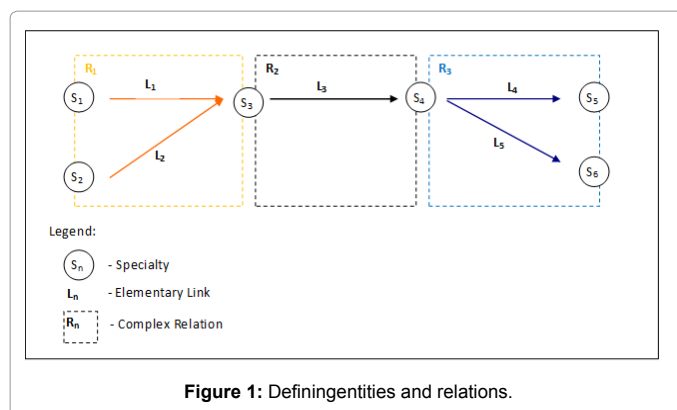 R₁ R₂ R₃
S₁ L₁ S₃ L₃ S₄ L₄ S₅
L₂ L₅
S₂ S₆
Legend:
Sₙ - Specialty
Lₙ - Elementary Link
Rₙ - Complex Relation
Figure 1: Definingentities and relations.